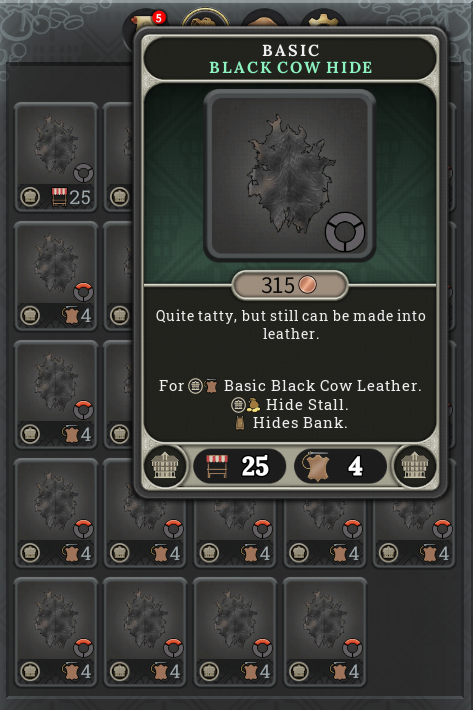 5
BASIC
BLACK COW HIDE
315
Quite tatty, but still can be made into
leather.
For Basic Black Cow Leather.
Hide Stall.
Hides Bank.
25 4
25
4
4
4 4 4 4 4
4 4 4 4